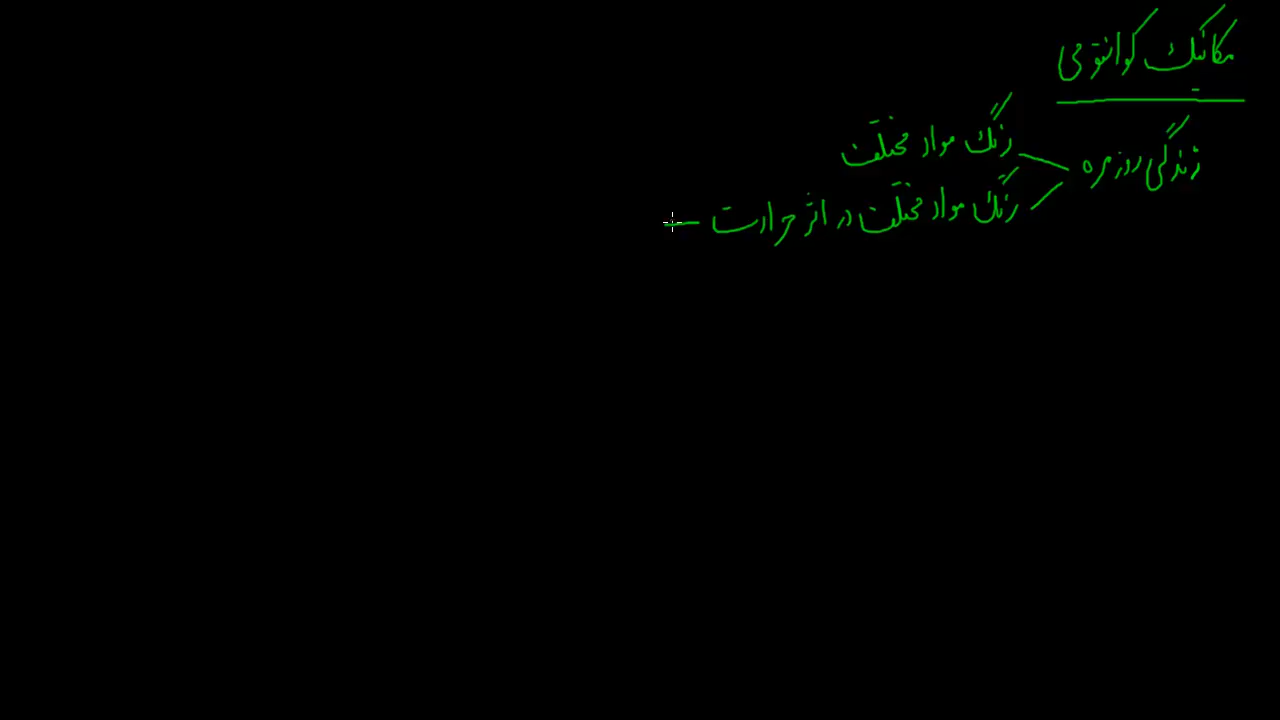 مکانیک کوانتومی
رنگ مواد مختلف
زندگی روزمره
رنگ مواد مختلف در اثر حرارت